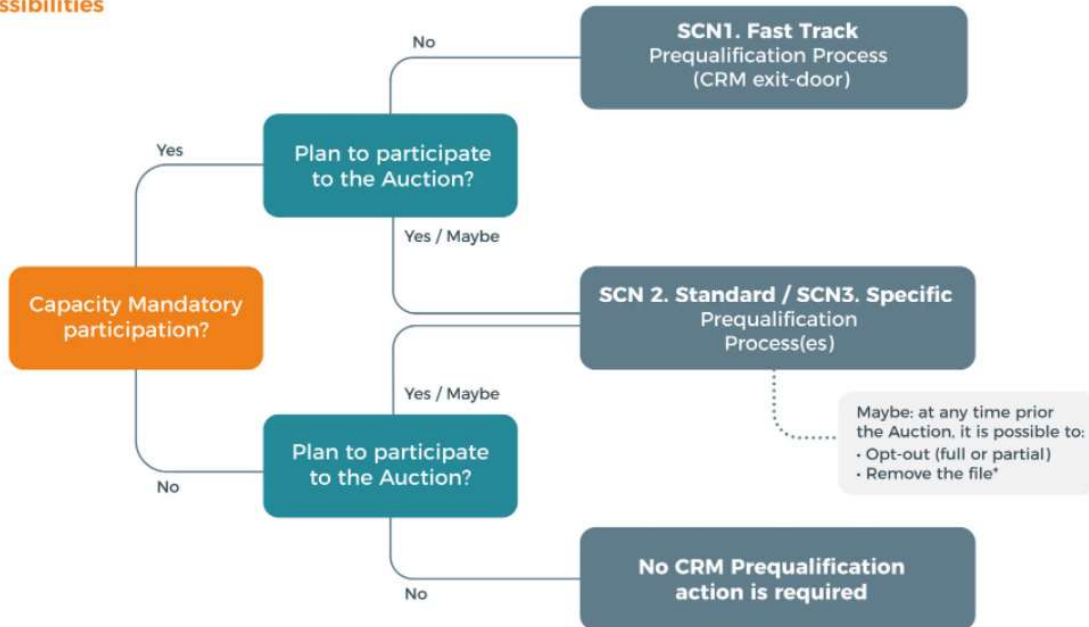 ssibilities
No
SCN1. Fast Track
Prequalification Process
(CRM exit-door)
Yes
Plan to participate
to the Auction?
Yes / Maybe
Capacity Mandatory
participation?
SCN 2. Standard / SCN3. Specific
Prequalification
Process(es)
Yes / Maybe
Maybe: at any time prior
the Auction, it is possible to:
• Opt-out (full or partial)
• Remove the file*
Plan to participate
to the Auction?
No
No
No CRM Prequalification
action is required